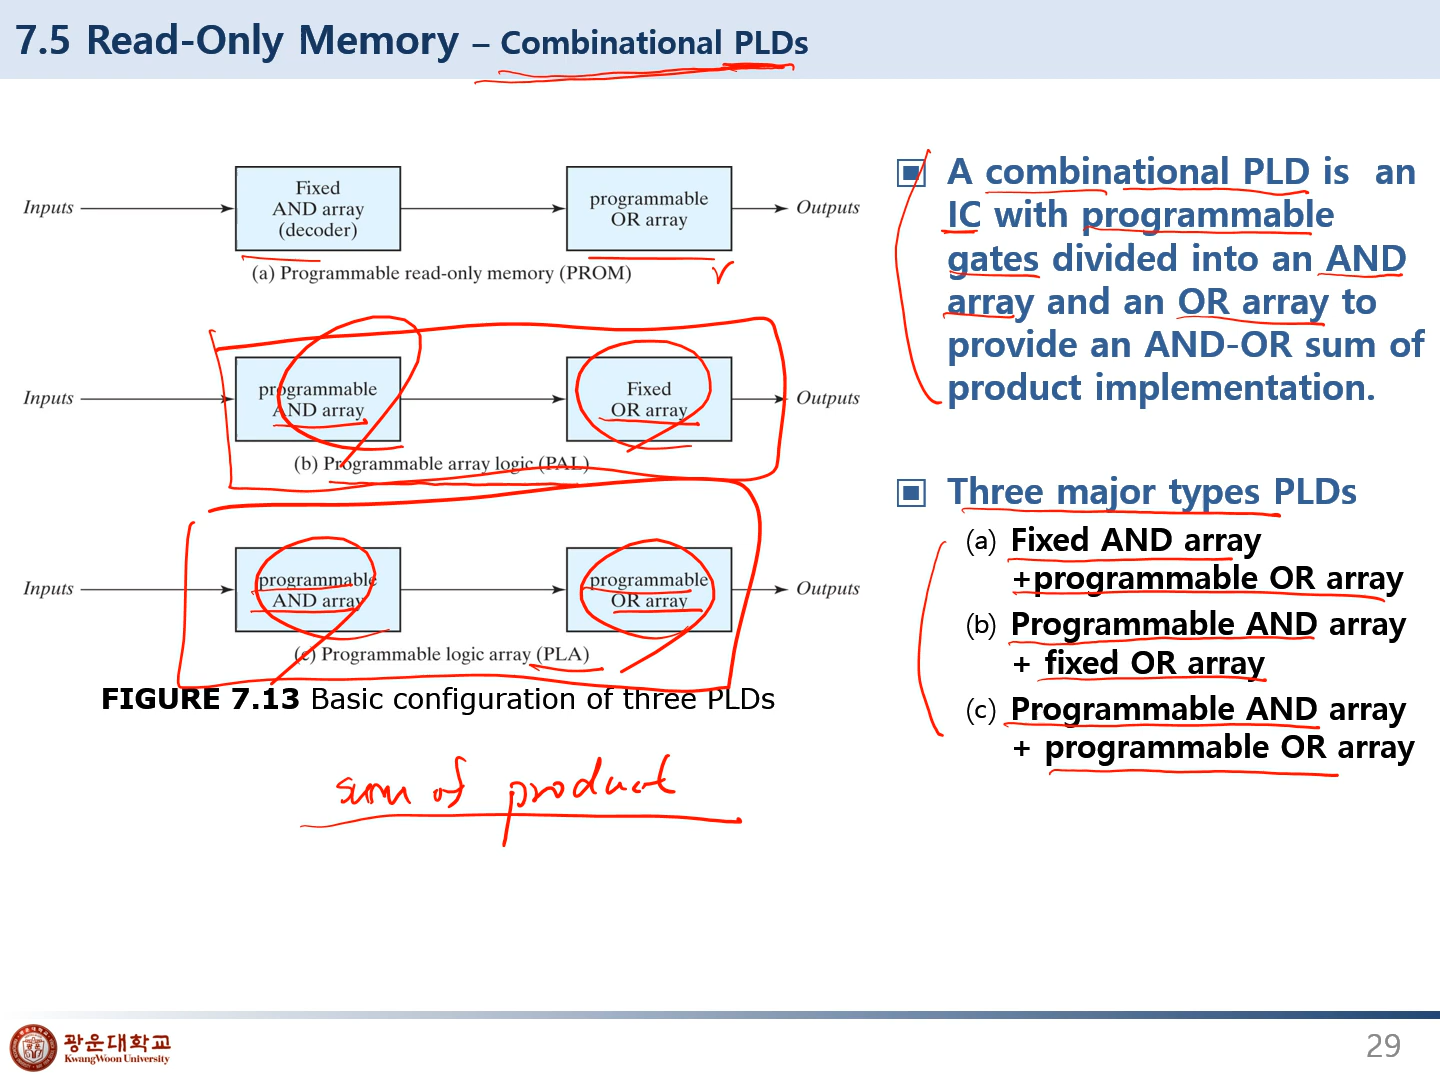 7.5 Read-Only Memory – Combinational PLDs
Inputs
Fixed
AND array
(decoder)
programmable
OR array
Outputs
(a) Programmable read-only memory (PROM)
Inputs
programmable
AND array
Fixed
OR array
Outputs
(b) Programmable array logic (PAL)
Inputs
programmable
AND array
programmable
OR array
Outputs
(c) Programmable logic array (PLA)
FIGURE 7.13 Basic configuration of three PLDs
sum of product
A combinational PLD is an
IC with programmable
gates divided into an AND
array and an OR array to
provide an AND-OR sum of
product implementation.
Three major types PLDs
(a) Fixed AND array
+programmable OR array
(b) Programmable AND array
+ fixed OR array
(c) Programmable AND array
+ programmable OR array
광운대학교
KwangWoon University
29